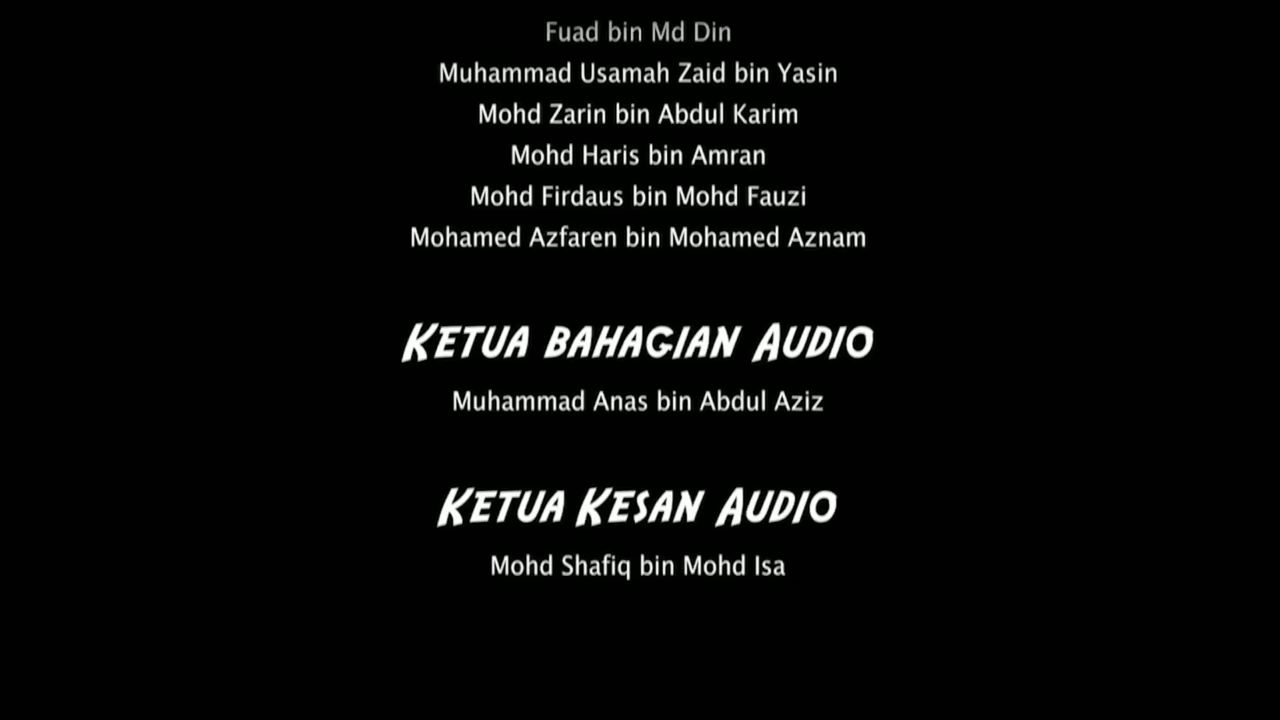 Fuad bin Md Din
Muhammad Usamah Zaid bin Yasin
Mohd Zarin bin Abdul Karim
Mohd Haris bin Amran
Mohd Firdaus bin Mohd Fauzi
Mohamed Azfaren bin Mohamed Aznam
Ketua bahagian Audio
Muhammad Anas bin Abdul Aziz
Ketua Kesan Audio
Mohd Shafiq bin Mohd Isa